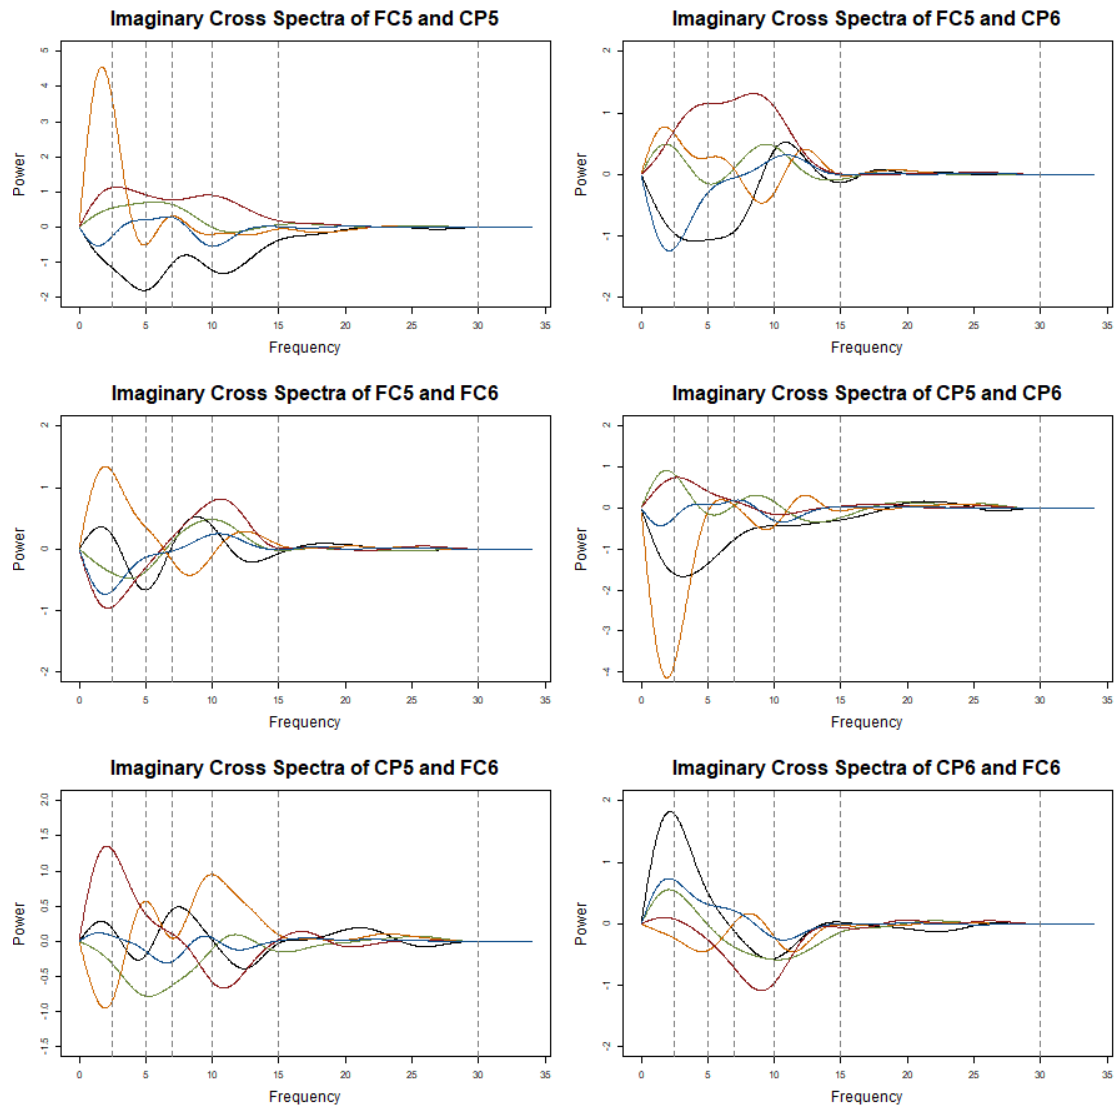 Imaginary Cross Spectra of FC5 and CP5
5
4
3
2
1
0
-1
-2
Power
0 5 10 15 20 25 30 35
Frequency
Imaginary Cross Spectra of FC5 and CP6
2
1
0
-1
-2
Power
0 5 10 15 20 25 30 35
Frequency
Imaginary Cross Spectra of FC5 and FC6
2
1
0
-1
-2
Power
0 5 10 15 20 25 30 35
Frequency
Imaginary Cross Spectra of CP5 and CP6
2
1
0
-1
-2
-3
-4
Power
0 5 10 15 20 25 30 35
Frequency
Imaginary Cross Spectra of CP5 and FC6
2.0
1.5
1.0
0.5
0.0
-0.5
-1.0
-1.5
Power
0 5 10 15 20 25 30 35
Frequency
Imaginary Cross Spectra of CP6 and FC6
2
1
0
-1
-2
Power
0 5 10 15 20 25 30 35
Frequency